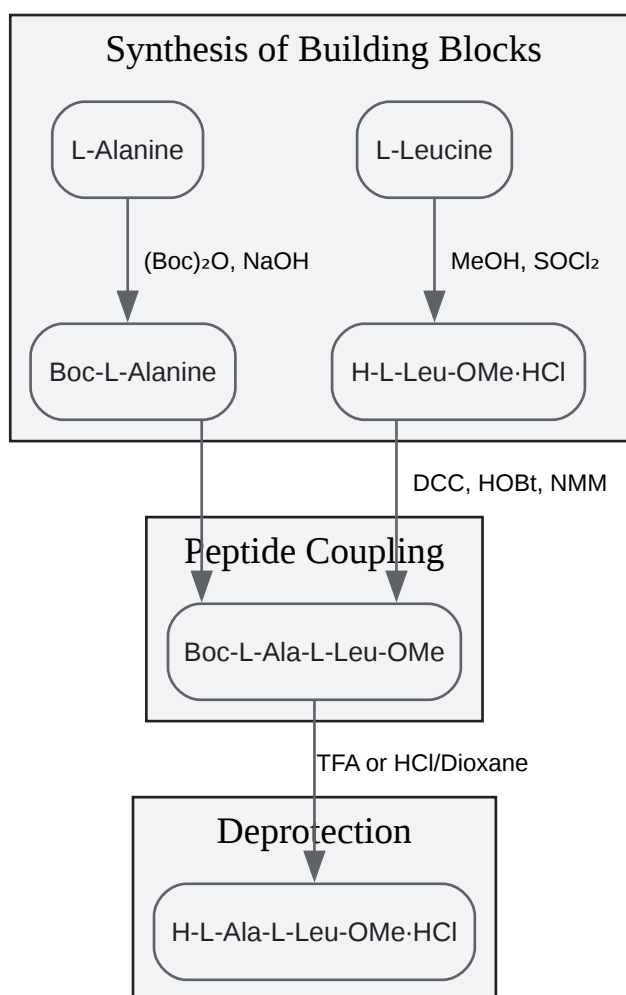 Synthesis of Building Blocks
L-Alanine
L-Leucine
(Boc)₂O, NaOH
MeOH, SOCl₂
Boc-L-Alanine
H-L-Leu-OMe·HCl
DCC, HOBt, NMM
Peptide Coupling
Boc-L-Ala-L-Leu-OMe
TFA or HCl/Dioxane
Deprotection
H-L-Ala-L-Leu-OMe·HCl